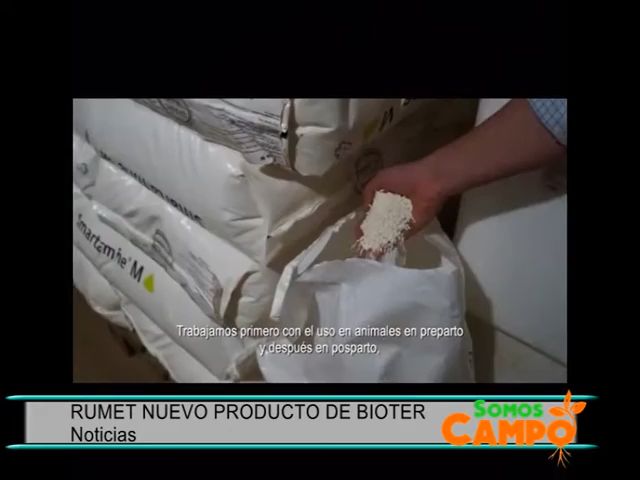 Smartamine® M
Trabajamos primero con el uso en animales en preparto
y después en posparto,
RUMET NUEVO PRODUCTO DE BIOTER
Noticias
SOMOS
CAMPO